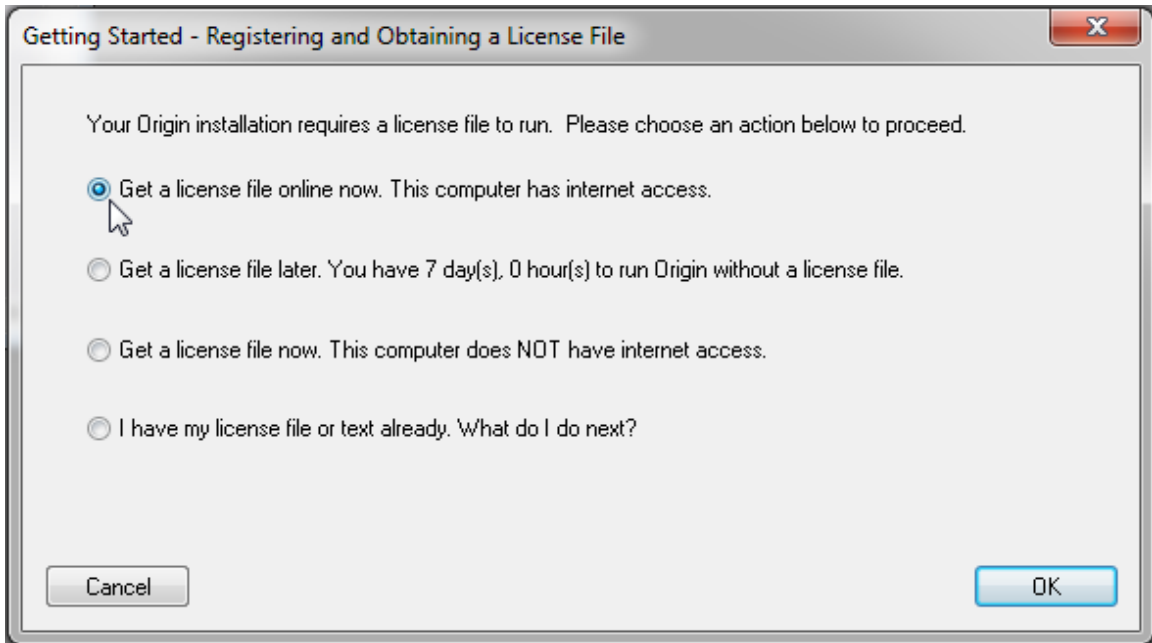 Getting Started - Registering and Obtaining a License File
Your Origin installation requires a license file to run.  Please choose an action below to proceed.
Get a license file online now. This computer has internet access.
Get a license file later. You have 7 day(s), 0 hour(s) to run Origin without a license file.
Get a license file now. This computer does NOT have internet access.
I have my license file or text already. What do I do next?
Cancel
OK